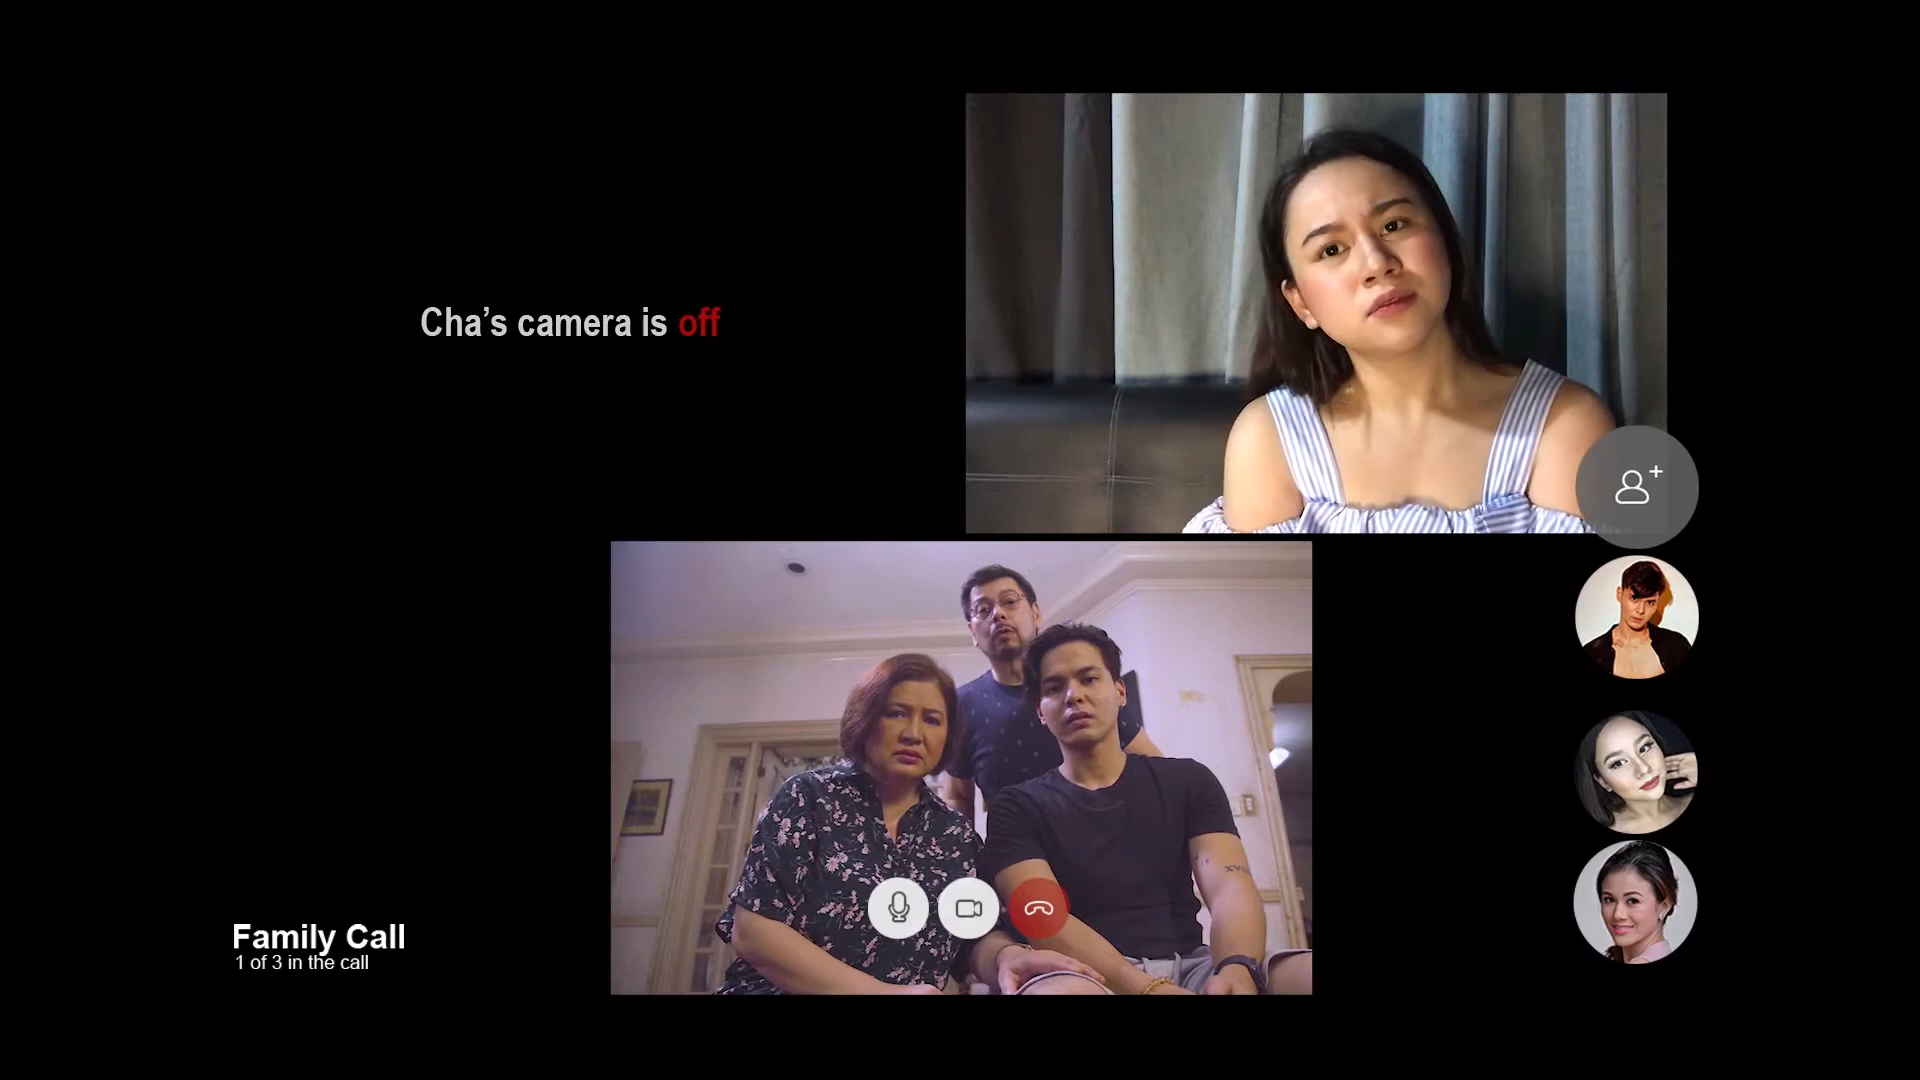 Cha’s camera is off
Family Call
1 of 3 in the call